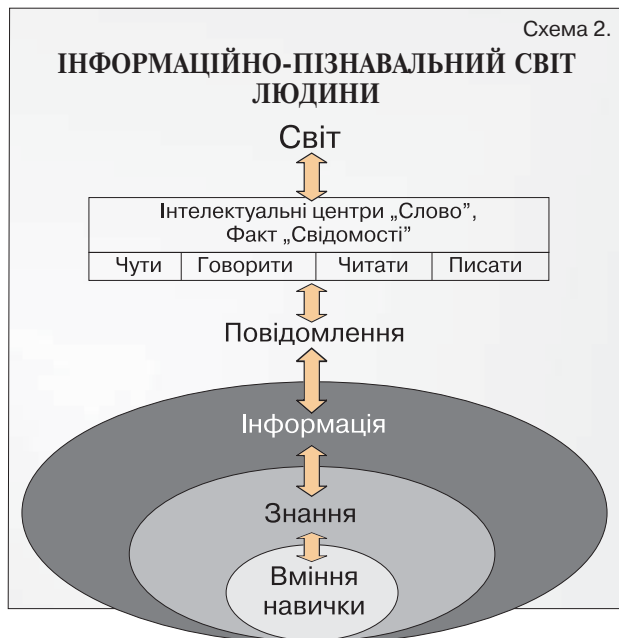 Схема 2.
ІНФОРМАЦІЙНО-ПІЗНАВАЛЬНИЙ СВІТ
ЛЮДИНИ
Світ
Інтелектуальні центри „Слово”,
Факт „Свідомості”
Чути Говорити Читати Писати
Повідомлення
Інформація
Знання
Вміння
навички